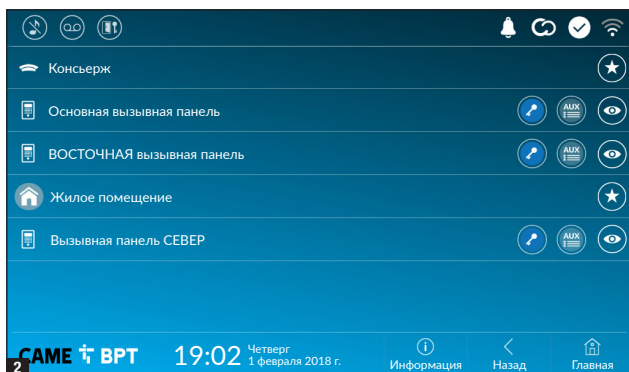 Консьерж
Основная вызывная панель
AUX
ВОСТОЧНАЯ вызывная панель
AUX
Жилое помещение
Вызывная панель СЕВЕР
AUX
CAME BPT
19:02
Четверг
1 февраля 2018 г.
Информация
Назад
Главная
2